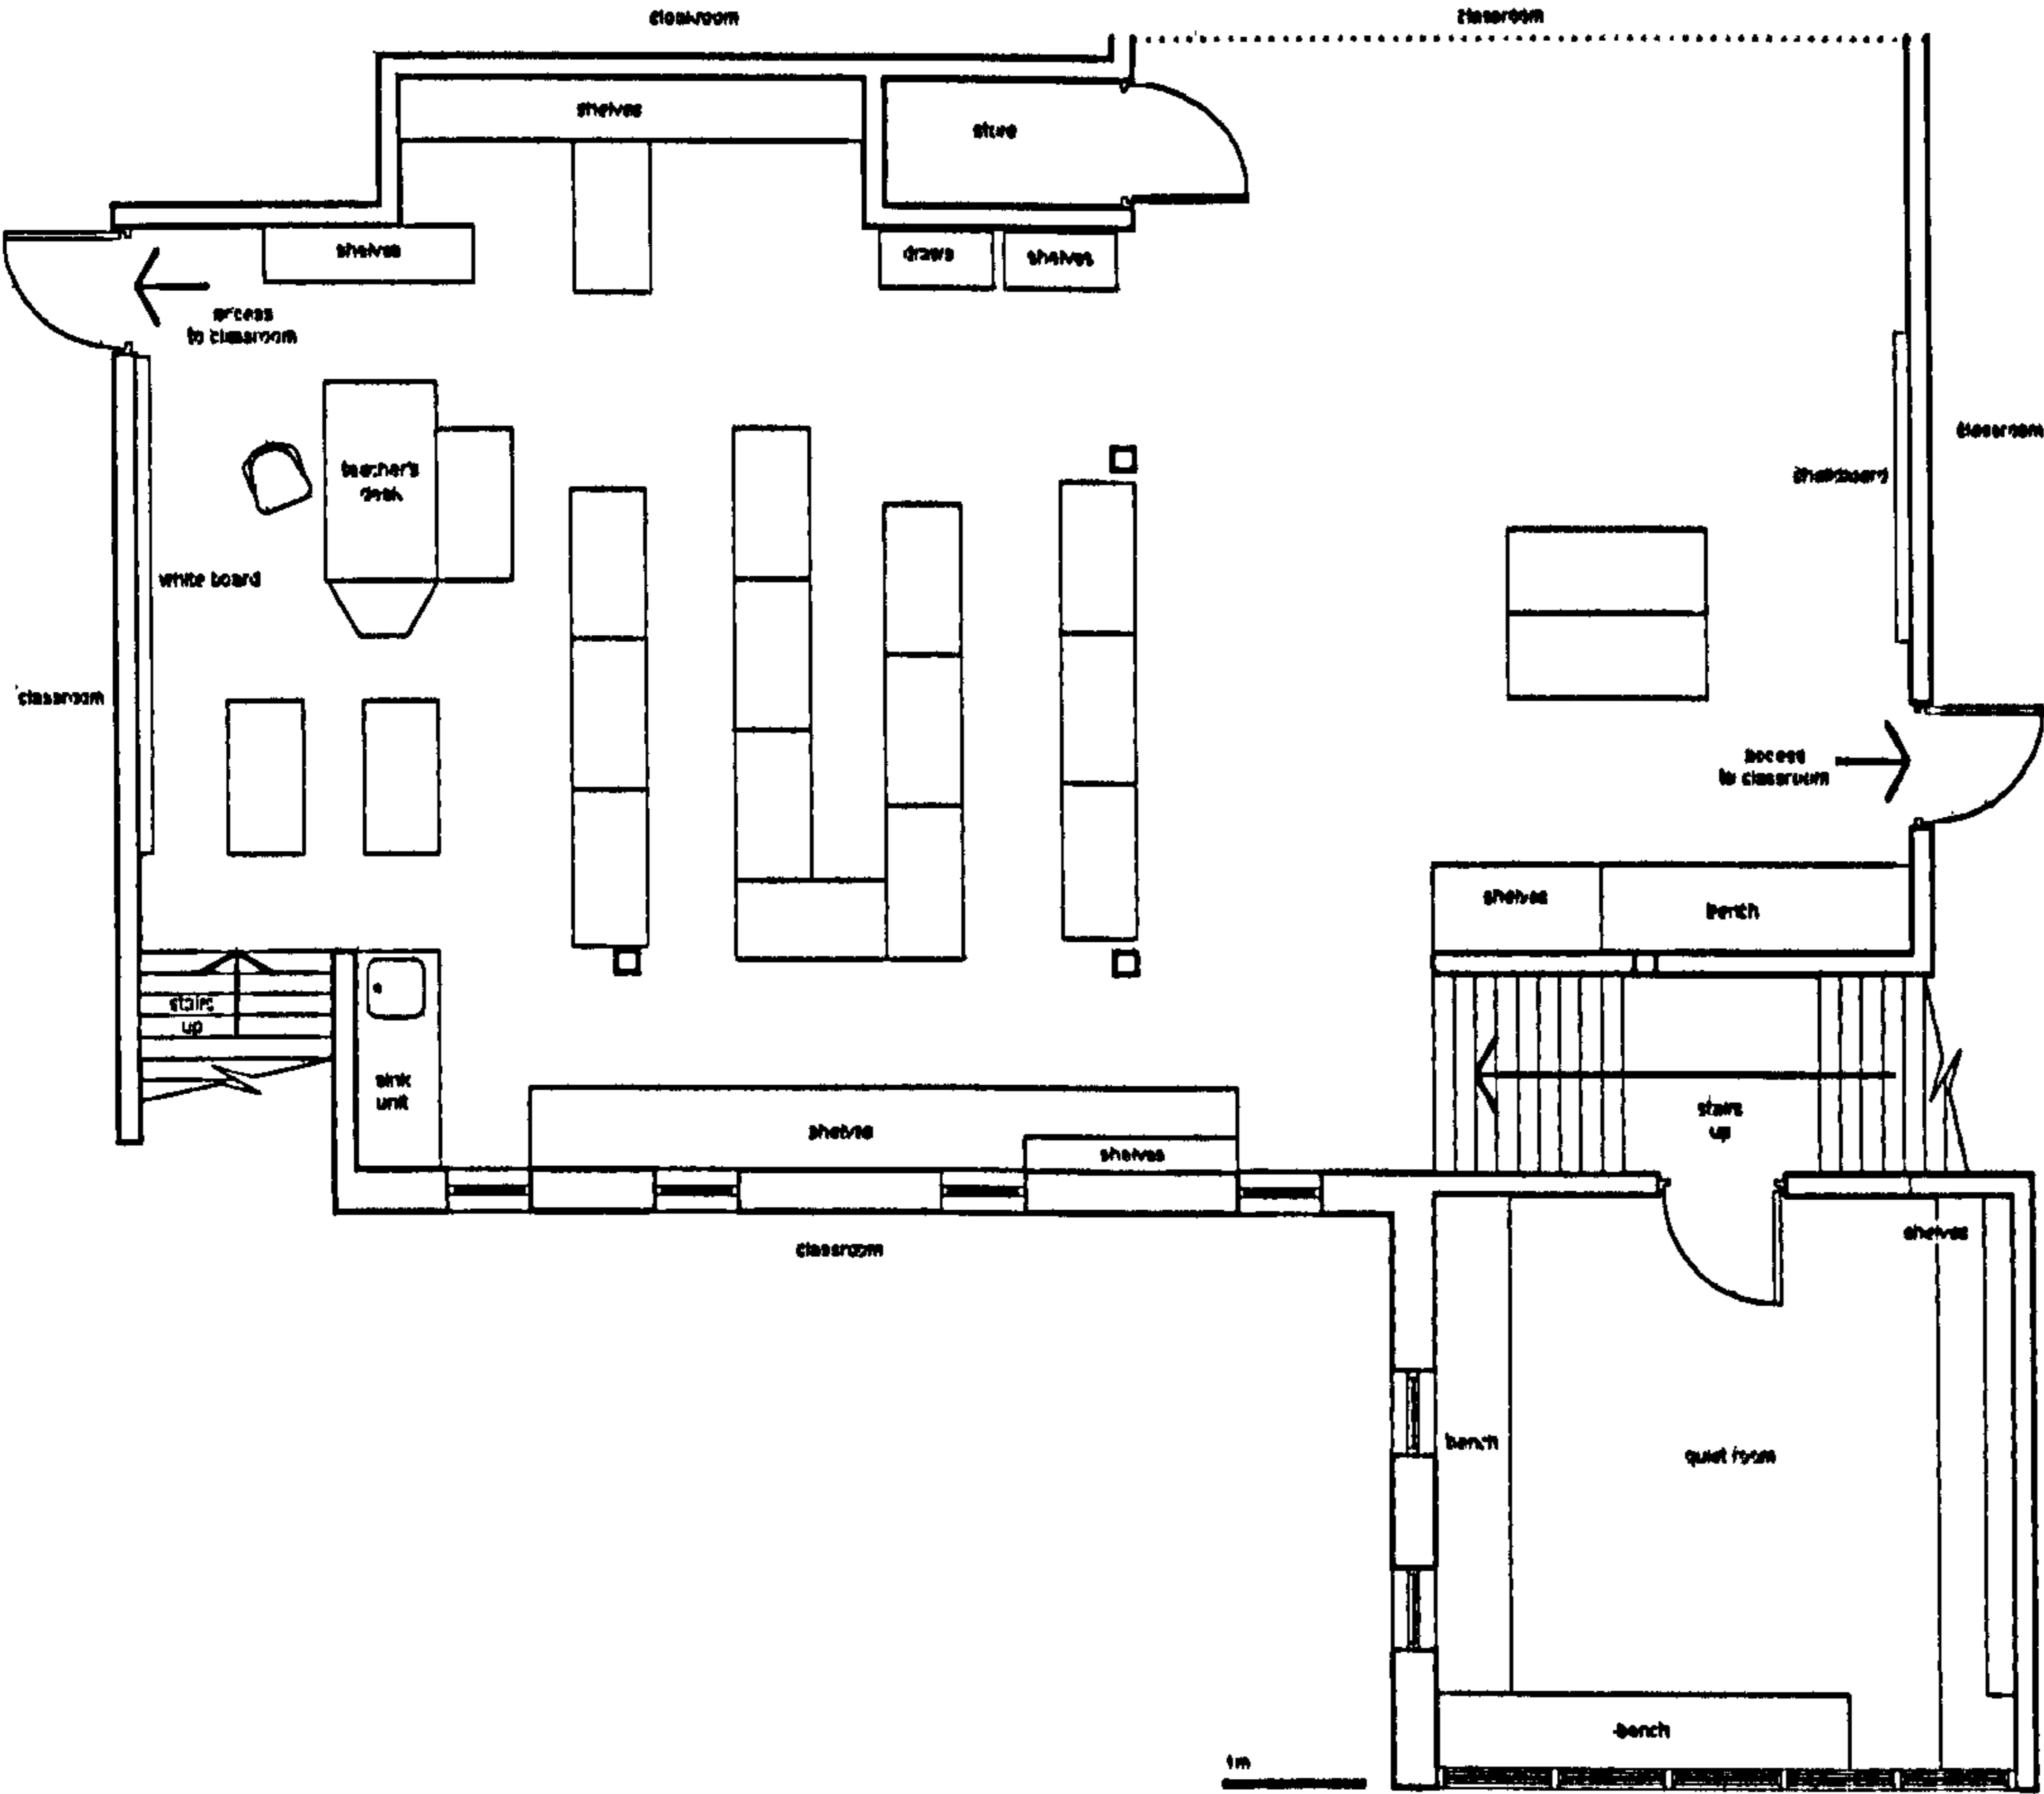 cloakroom
classroom
shelves
store
shelves
draws
shelves
access
to classroom
teacher's
desk
white board
classroom
chalkboard
classroom
access
to classroom
shelves
bench
stairs
up
sink
unit
shelves
shelves
stairs
up
classroom
shelves
bench
quiet room
bench
1m